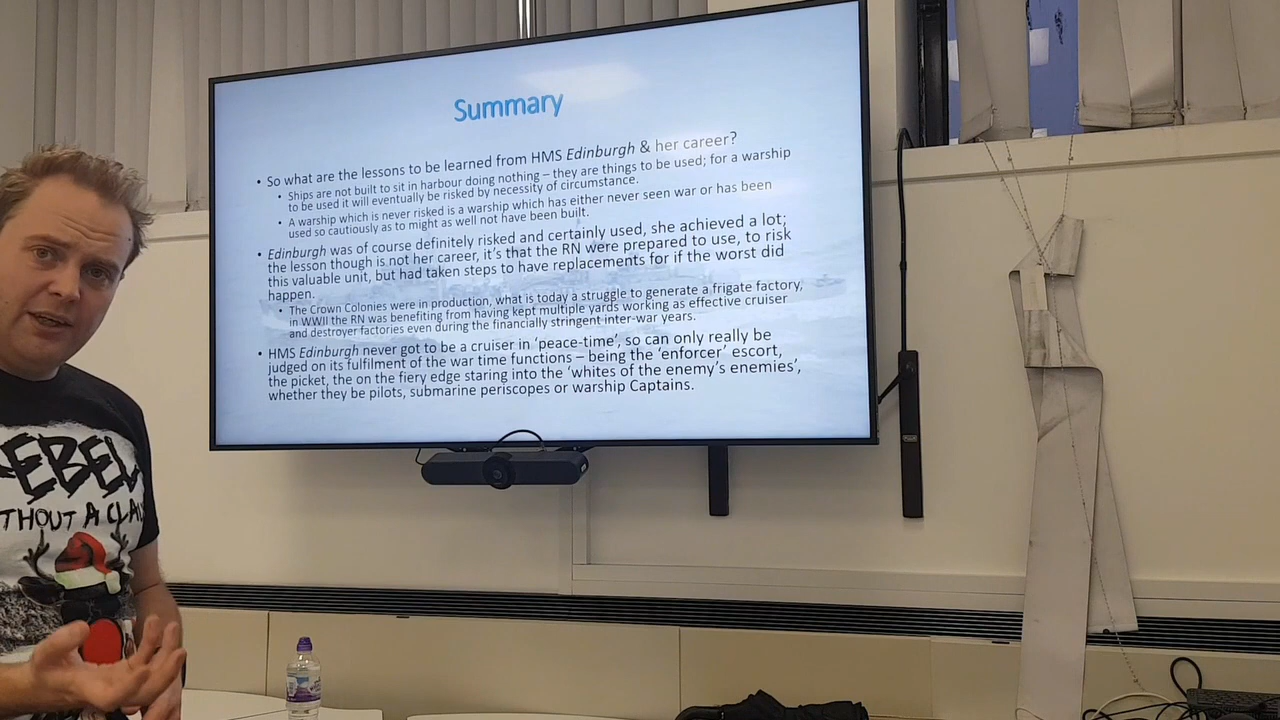 Summary
• So what are the lessons to be learned from HMS Edinburgh & her career?
• Ships are not built to sit in harbour doing nothing – they are things to be used; for a warship
to be used it will eventually be risked by necessity of circumstance.
• A warship which is never risked is a warship which has either never seen war or has been
used so cautiously as to might as well not have been built.
• Edinburgh was of course definitely risked and certainly used, she achieved a lot;
the lesson though is not her career, it's that the RN were prepared to use, to risk
this valuable unit, but had taken steps to have replacements for if the worst did
happen.
• The Crown Colonies were in production, what is today a struggle to generate a frigate factory,
in WWII the RN was benefiting from having kept multiple yards working as effective cruiser
and destroyer factories even during the financially stringent inter-war years.
• HMS Edinburgh never got to be a cruiser in 'peace-time', so can only really be
judged on its fulfilment of the war time functions – being the 'enforcer' escort,
the picket, the on the fiery edge staring into the 'whites of the enemy's enemies',
whether they be pilots, submarine periscopes or warship Captains.
REBEL
THOUT A CLA